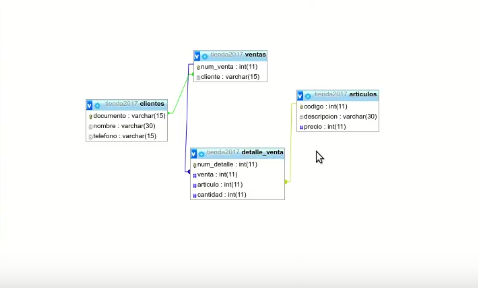 tienda2017 ventas
num_venta : int(11)
cliente : varchar(15)
tienda2017 clientes
documento : varchar(15)
nombre : varchar(30)
telefono : varchar(15)
tienda2017 articulos
codigo : int(11)
descripcion : varchar(30)
precio : int(11)
tienda2017 detalle_venta
num_detalle : int(11)
venta : int(11)
articulo : int(11)
cantidad : int(11)